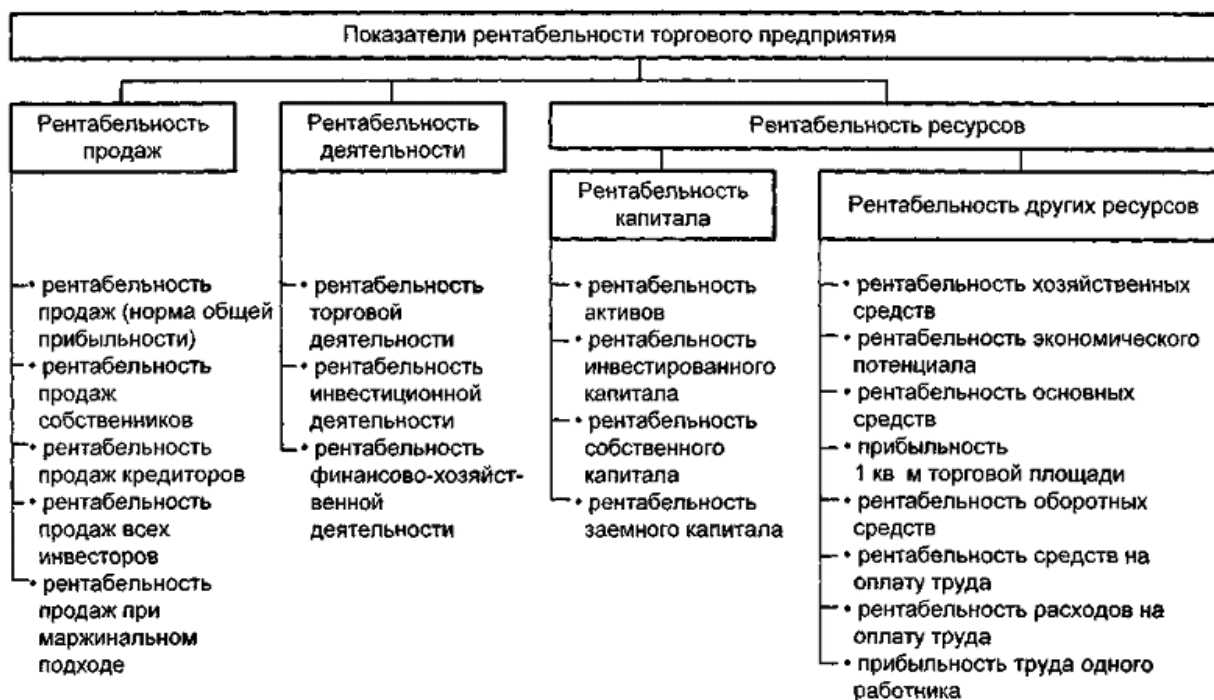 Показатели рентабельности торгового предприятия
Рентабельность
продаж
Рентабельность
деятельности
Рентабельность ресурсов
Рентабельность
капитала
Рентабельность других ресурсов
• рентабельность
продаж (норма общей
прибыльности)
• рентабельность
продаж
собственников
• рентабельность
продаж кредиторов
• рентабельность
продаж всех
инвесторов
• рентабельность
продаж при
маржинальном
подходе
• рентабельность
торговой
деятельности
• рентабельность
инвестиционной
деятельности
• рентабельность
финансово-хозяйст-
венной
деятельности
• рентабельность
активов
• рентабельность
инвестированного
капитала
• рентабельность
собственного
капитала
• рентабельность
заемного капитала
• рентабельность хозяйственных
средств
• рентабельность экономического
потенциала
• рентабельность основных
средств
• прибыльность
1 кв м торговой площади
• рентабельность оборотных
средств
• рентабельность средств на
оплату труда
• рентабельность расходов на
оплату труда
• прибыльность труда одного
работника